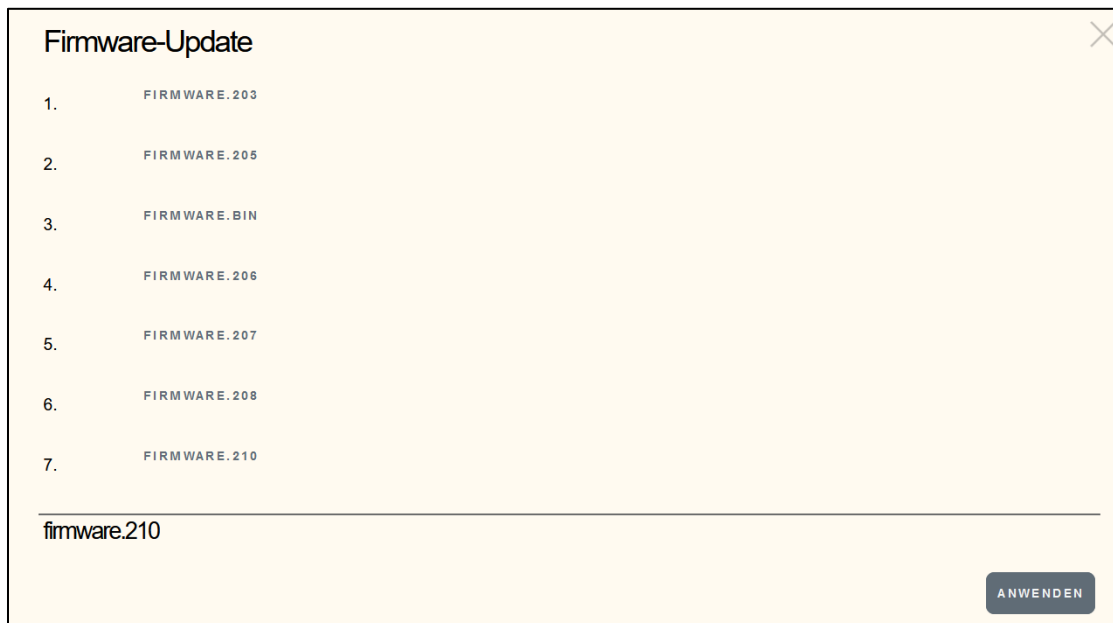 Firmware-Update
1. FIRMWARE.203
2. FIRMWARE.205
3. FIRMWARE.BIN
4. FIRMWARE.206
5. FIRMWARE.207
6. FIRMWARE.208
7. FIRMWARE.210
firmware.210
ANWENDEN